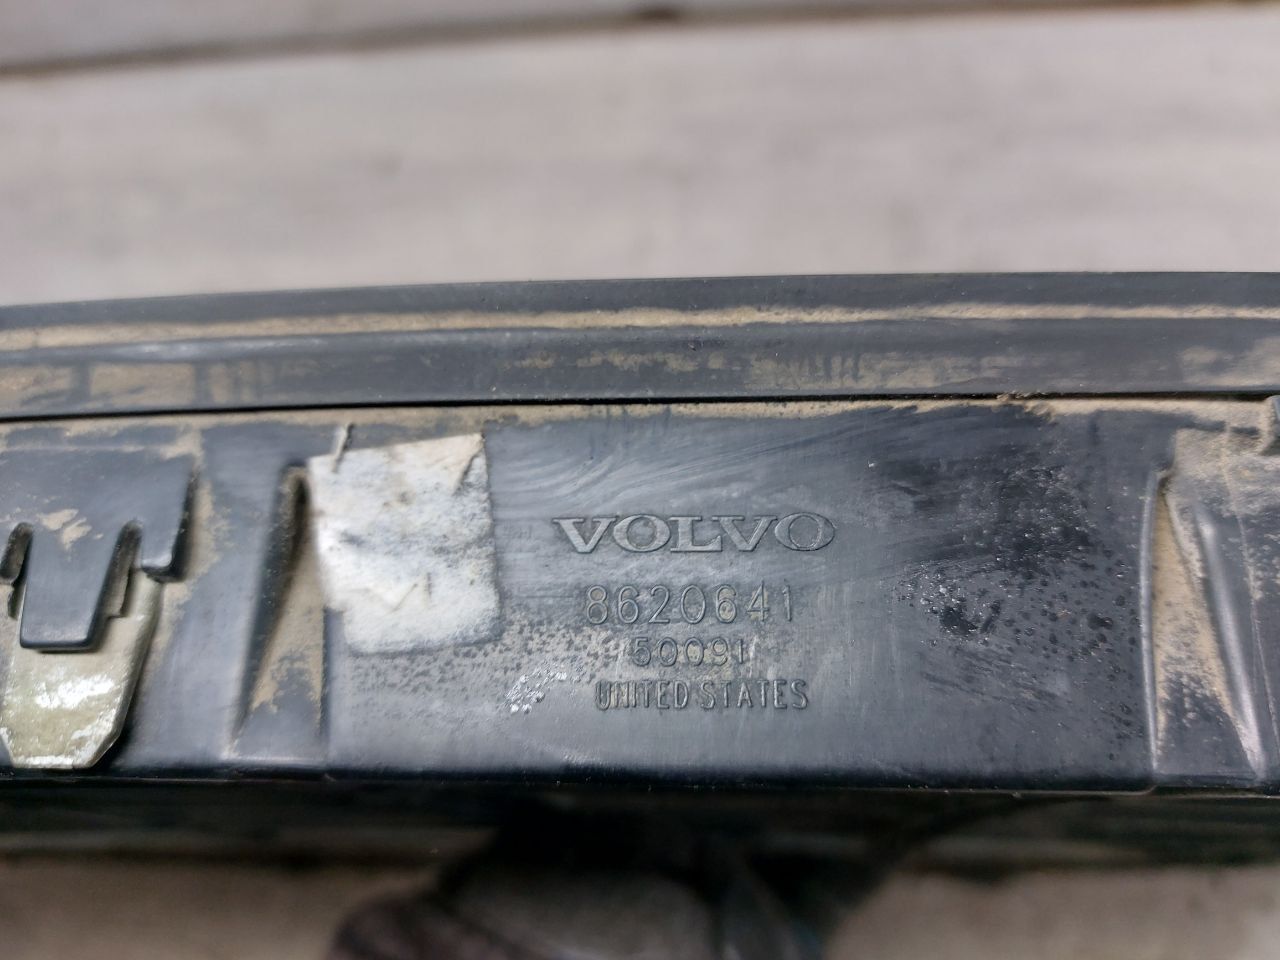 VOLVO
8620641
50091
UNITED STATES